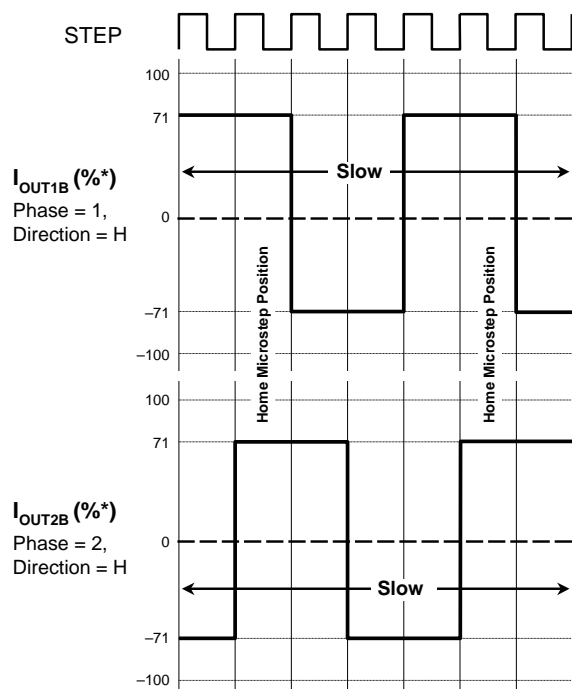 STEP
100
71
Slow
I_OUT1B (%*)
Phase = 1,
Direction = H
0
Home Microstep Position
Home Microstep Position
–71
–100
100
71
I_OUT2B (%*)
Phase = 2,
Direction = H
0
Slow
–71
–100